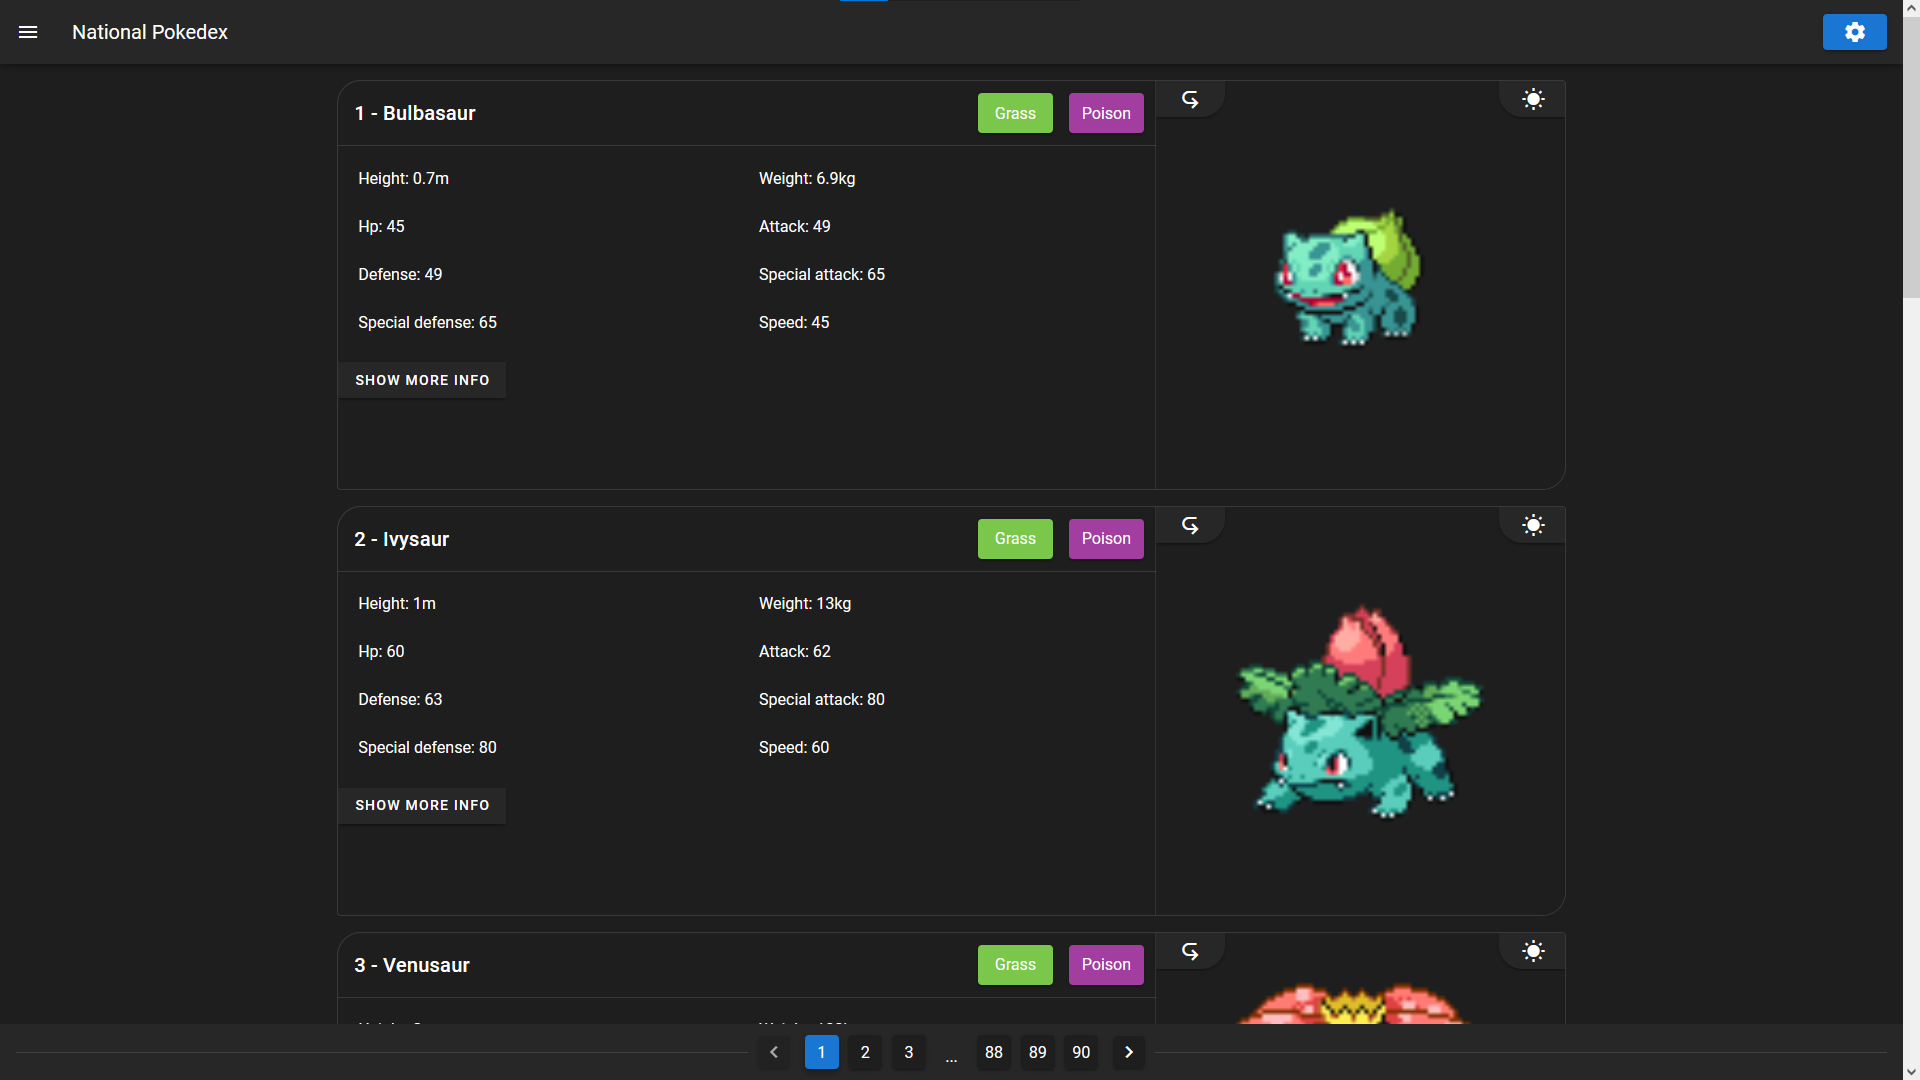 National Pokedex
1 - Bulbasaur
Grass
Poison
Height: 0.7m
Weight: 6.9kg
Hp: 45
Attack: 49
Defense: 49
Special attack: 65
Special defense: 65
Speed: 45
SHOW MORE INFO
2 - Ivysaur
Grass
Poison
Height: 1m
Weight: 13kg
Hp: 60
Attack: 62
Defense: 63
Special attack: 80
Special defense: 80
Speed: 60
SHOW MORE INFO
3 - Venusaur
Grass
Poison
1 2 3 ... 88 89 90